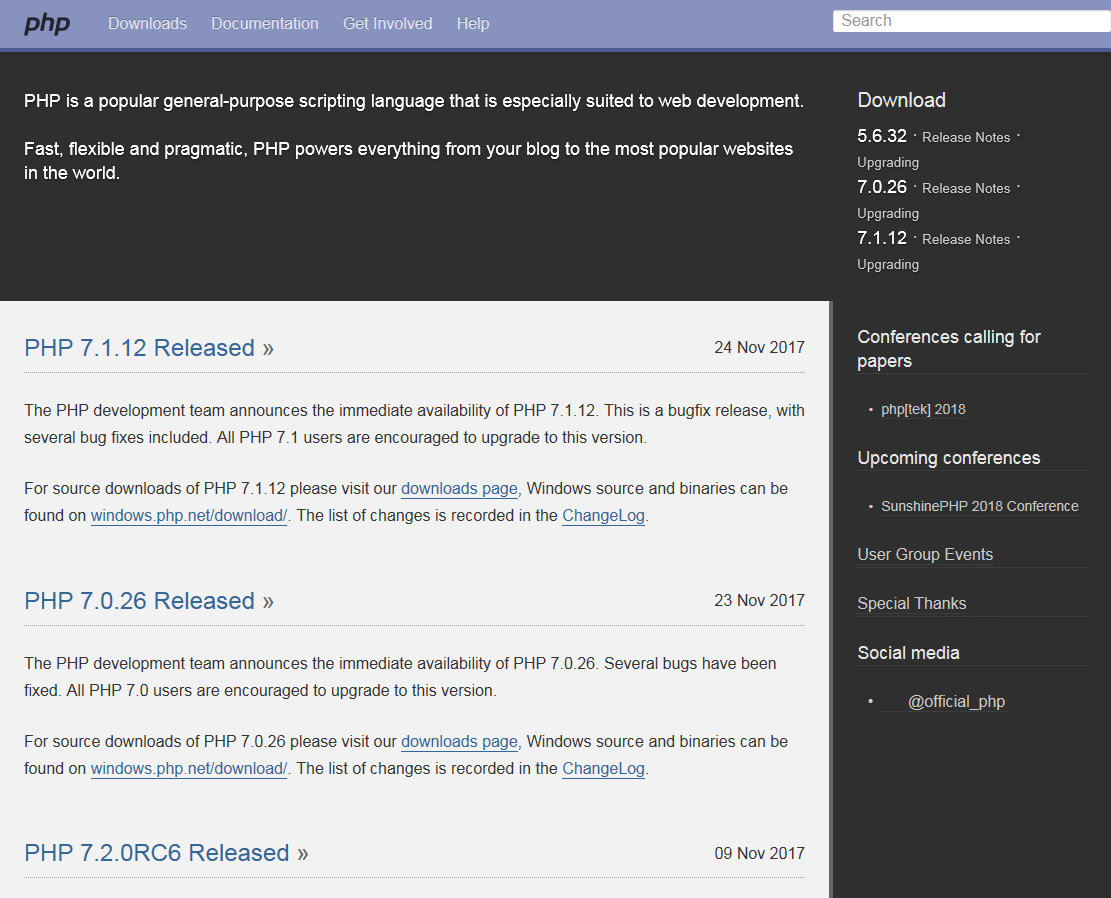 php Downloads Documentation Get Involved Help Search
PHP is a popular general-purpose scripting language that is especially suited to web development.
Fast, flexible and pragmatic, PHP powers everything from your blog to the most popular websites
in the world.
Download
5.6.32 · Release Notes ·
Upgrading
7.0.26 · Release Notes ·
Upgrading
7.1.12 · Release Notes ·
Upgrading
PHP 7.1.12 Released »
24 Nov 2017
The PHP development team announces the immediate availability of PHP 7.1.12. This is a bugfix release, with
several bug fixes included. All PHP 7.1 users are encouraged to upgrade to this version.
For source downloads of PHP 7.1.12 please visit our downloads page, Windows source and binaries can be
found on windows.php.net/download/. The list of changes is recorded in the ChangeLog.
PHP 7.0.26 Released »
23 Nov 2017
The PHP development team announces the immediate availability of PHP 7.0.26. Several bugs have been
fixed. All PHP 7.0 users are encouraged to upgrade to this version.
For source downloads of PHP 7.0.26 please visit our downloads page, Windows source and binaries can be
found on windows.php.net/download/. The list of changes is recorded in the ChangeLog.
PHP 7.2.0RC6 Released »
09 Nov 2017
Conferences calling for
papers
• php[tek] 2018
Upcoming conferences
• SunshinePHP 2018 Conference
User Group Events
Special Thanks
Social media
• @official_php